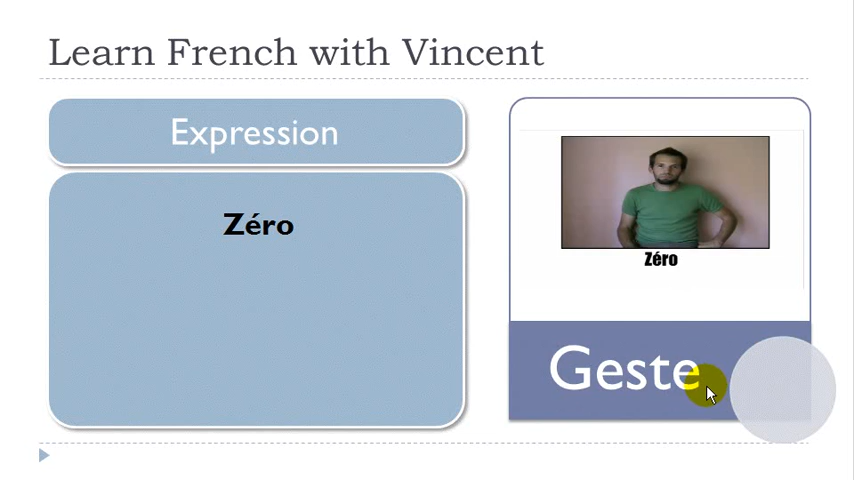 Learn French with Vincent
Expression
Zéro
Zéro
Geste